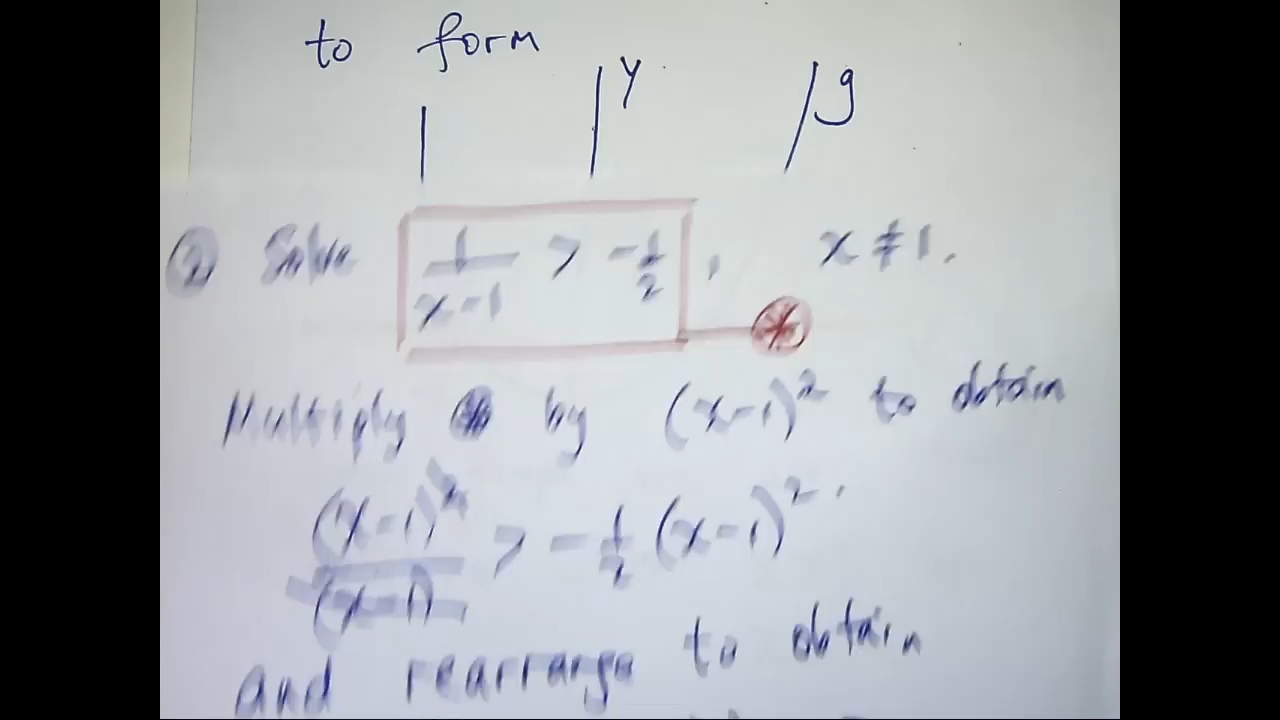 to form
| |y |g
② Solve 1/(x-1) > -1/2, x ≠ 1.
⊛
Multiply ⊛ by (x-1)² to obtain
(x-1)²/(x-1) > -1/2 (x-1)².
and rearrange to obtain